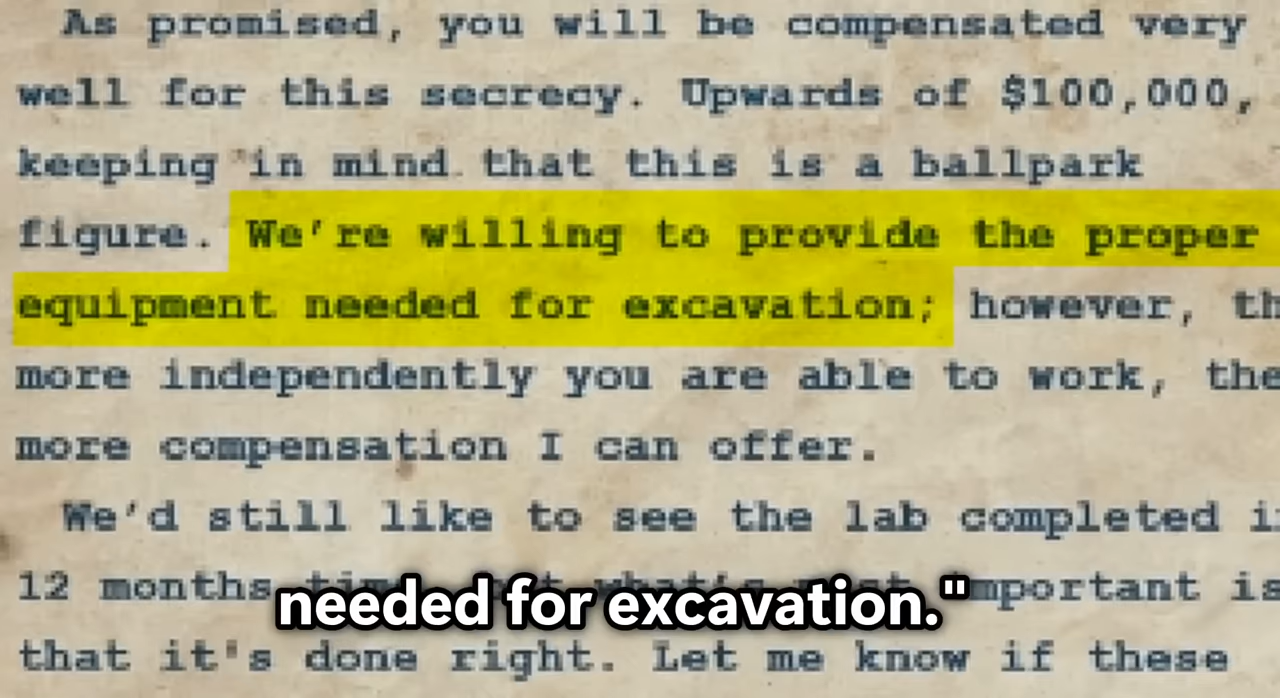 As promised, you will be compensated very
well for this secrecy. Upwards of $100,000,
keeping in mind that this is a ballpark
figure. We're willing to provide the proper
equipment needed for excavation; however, th
more independently you are able to work, the
more compensation I can offer.
We'd still like to see the lab completed i
12 months is
needed for excavation."
that it's done right. Let me know if these